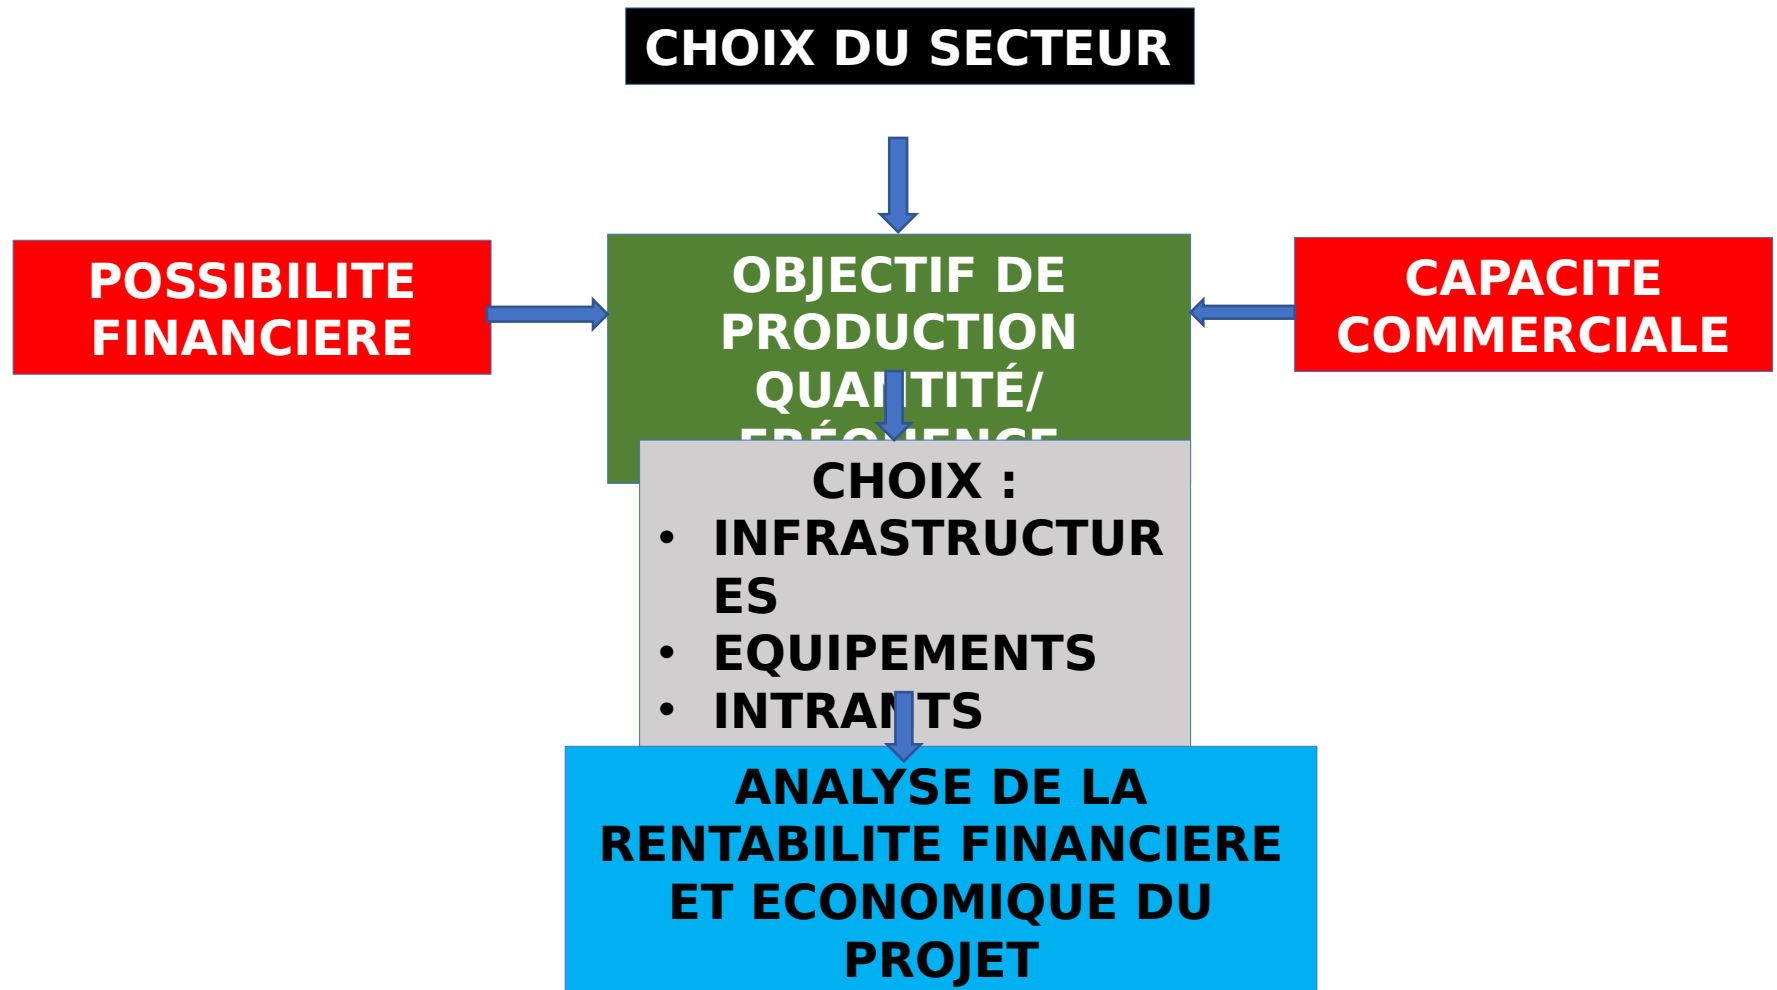 CHOIX DU SECTEUR
POSSIBILITE
FINANCIERE
OBJECTIF DE
PRODUCTION
QUANTITÉ/
FRÉQUENCE
CAPACITE
COMMERCIALE
CHOIX :
• INFRASTRUCTUR
ES
• EQUIPEMENTS
• INTRANTS
ANALYSE DE LA
RENTABILITE FINANCIERE
ET ECONOMIQUE DU
PROJET